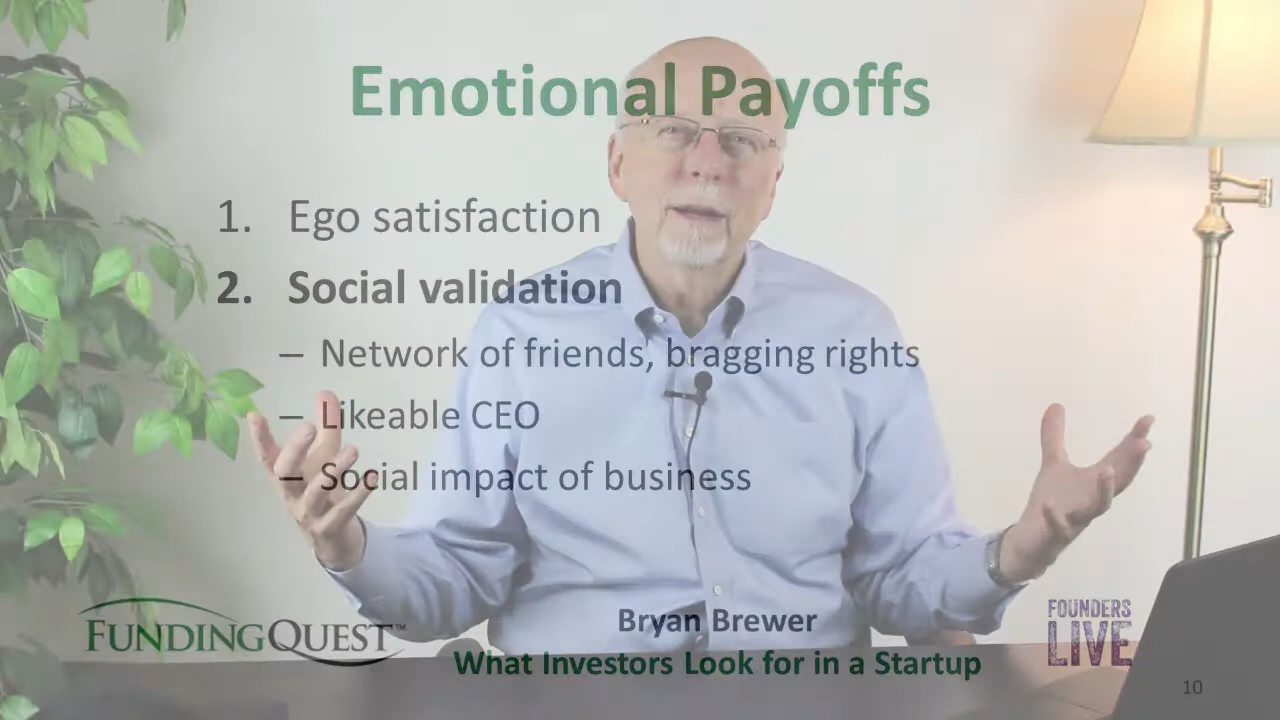 Emotional Payoffs
1. Ego satisfaction
2. Social validation
– Network of friends, bragging rights
– Likeable CEO
– Social impact of business
FUNDINGQUEST™
Bryan Brewer
What Investors Look for in a Startup
FOUNDERS
LIVE
10